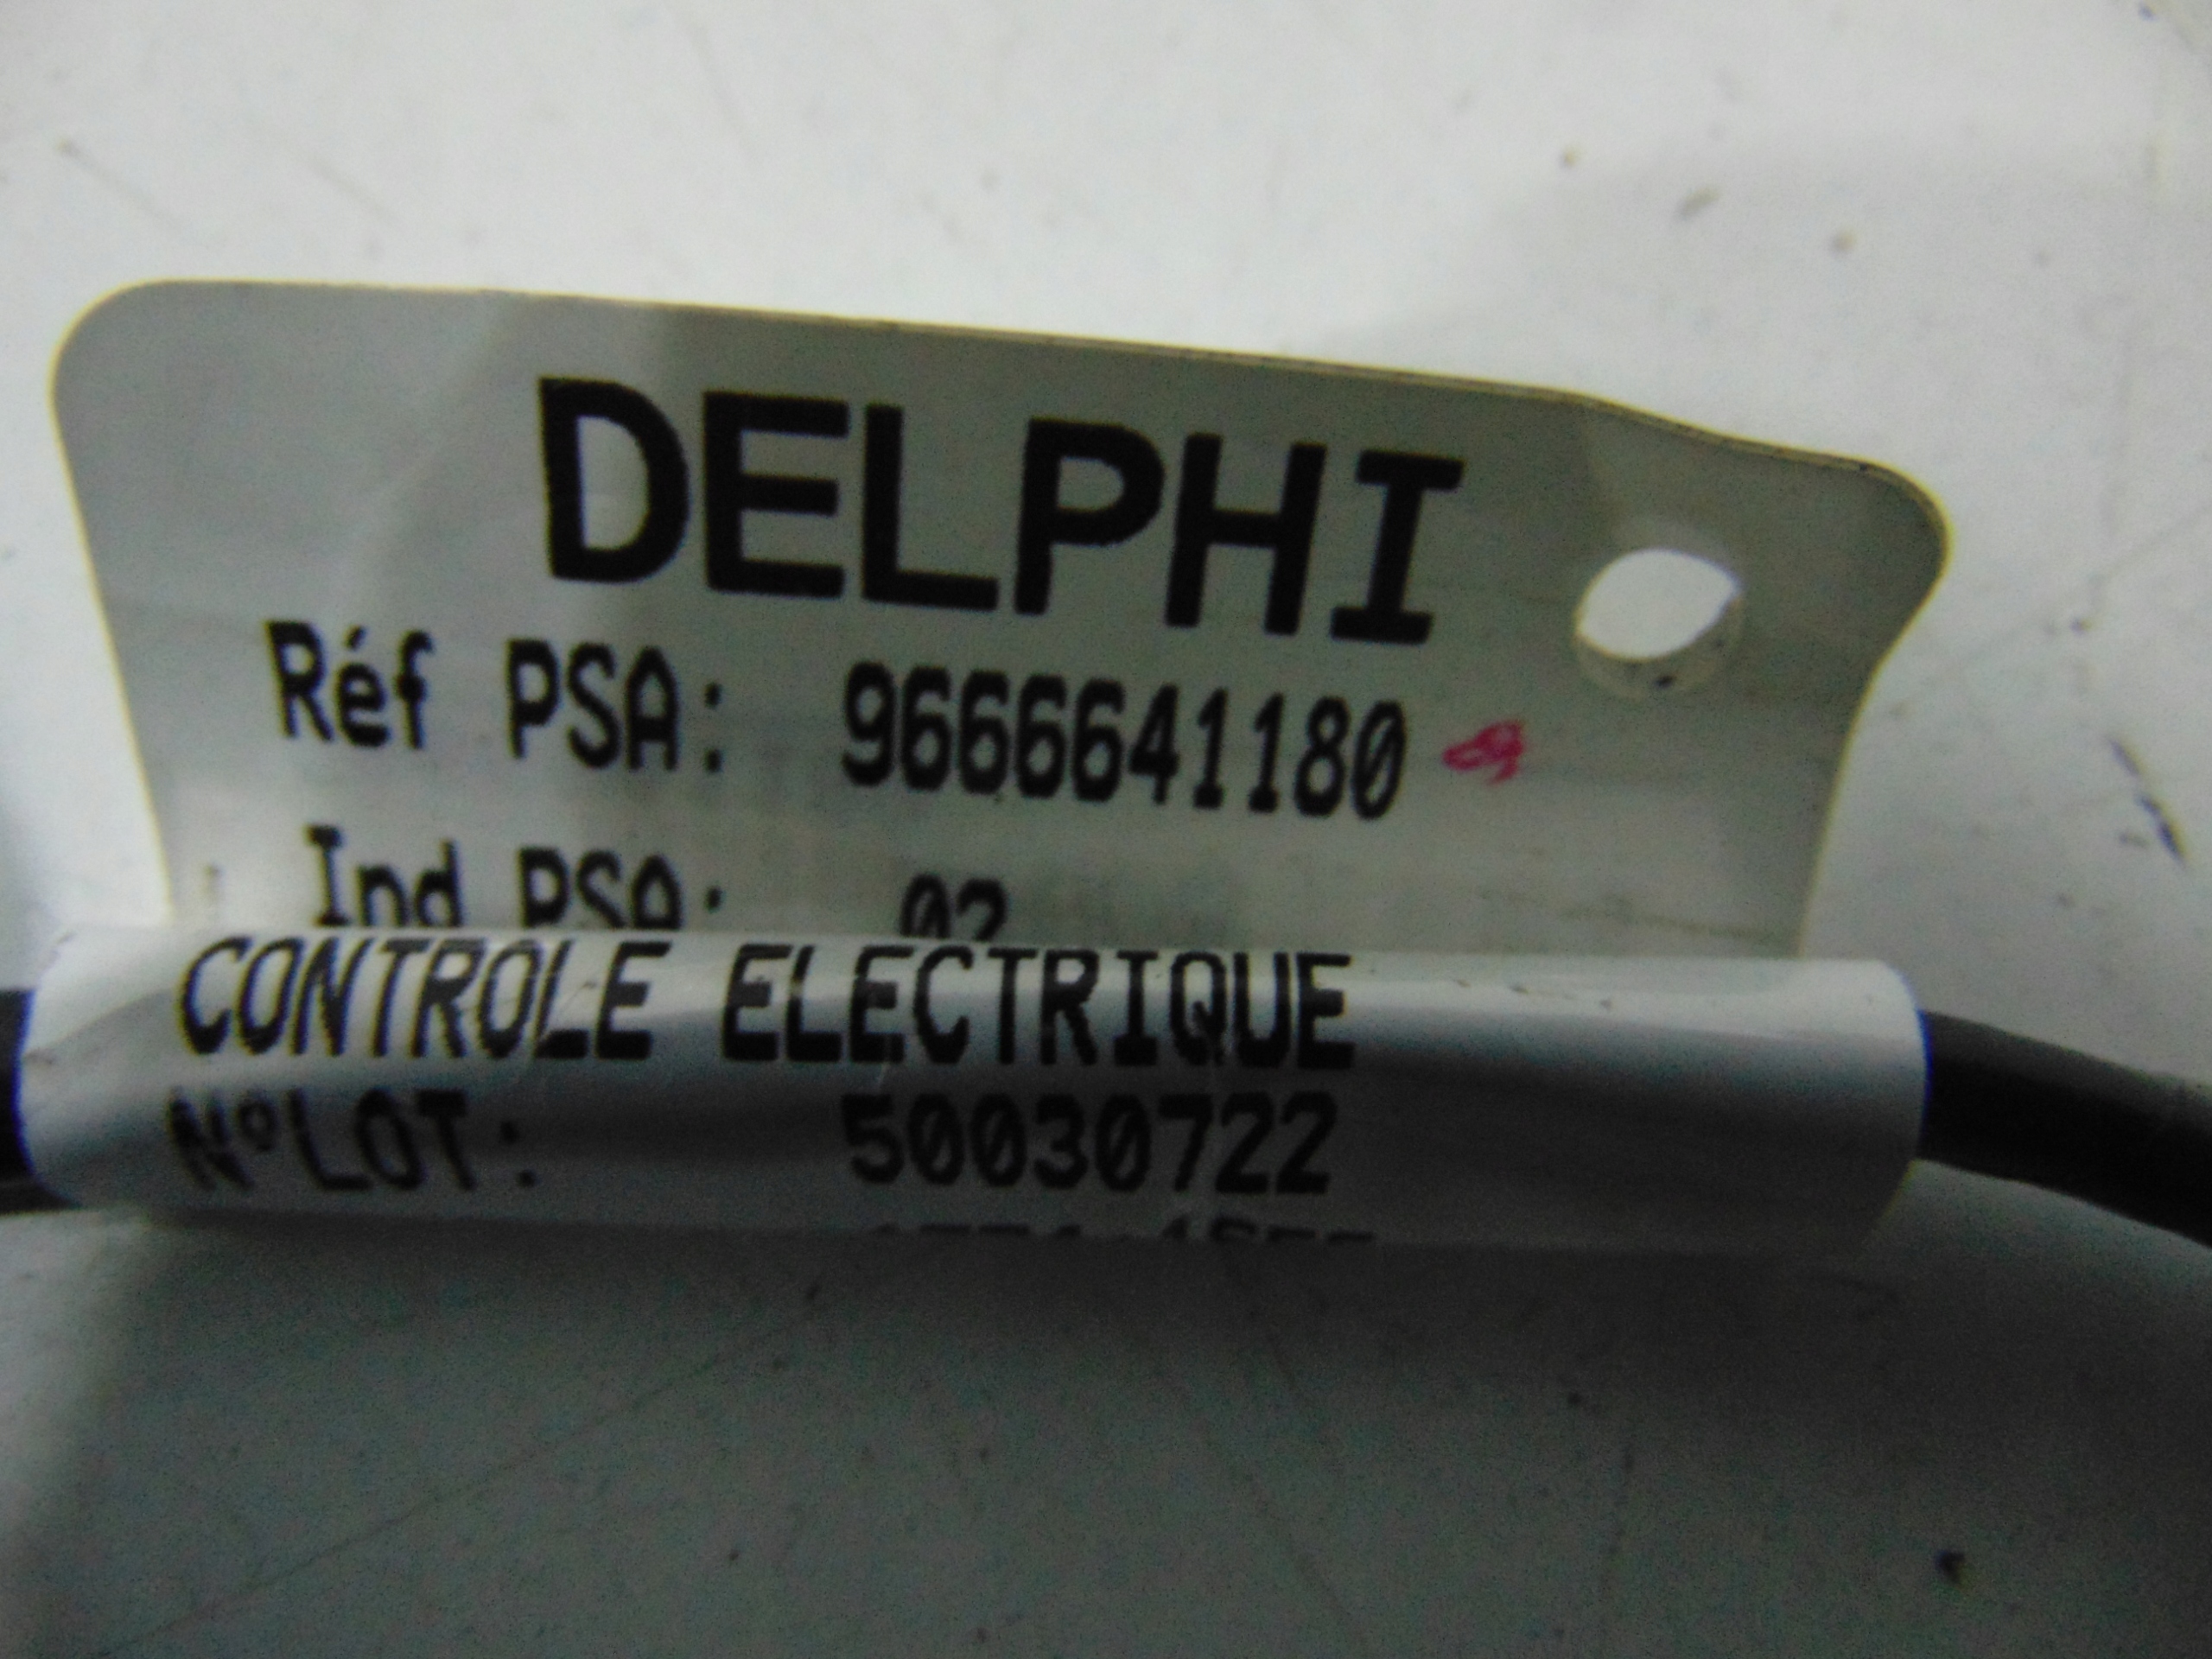 DELPHI
Réf PSA: 9666641180
Ind PSA: 02
CONTROLE ELECTRIQUE
N°LOT: 50030722